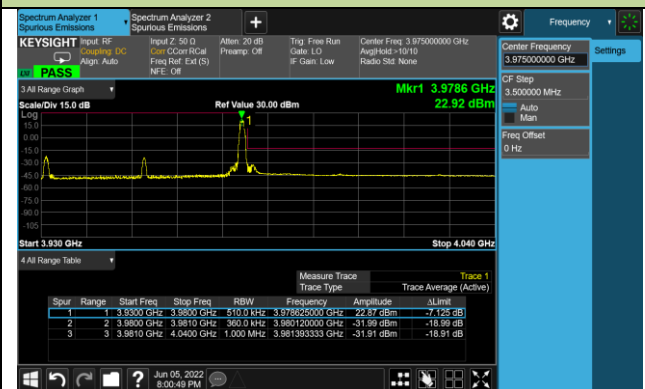 Spectrum Analyzer 1
Spurious Emissions
Spectrum Analyzer 2
Spurious Emissions
+
Frequency
KEYSIGHT
Input: RF
Coupling: DC
Align: Auto
Input Z: 50 Ω
Corr CCorr RCal
Freq Ref: Ext (S)
NFE: Off
Atten: 20 dB
Preamp: Off
Trig: Free Run
Gate: LO
IF Gain: Low
Center Freq: 3.975000000 GHz
Avg|Hold:>10/10
Radio Std: None
PASS
Center Frequency
3.975000000 GHz
Settings
CF Step
3.500000 MHz
Auto
Man
Freq Offset
0 Hz
3 All Range Graph
Mkr1 3.9786 GHz
Scale/Div 15.0 dB
Ref Value 30.00 dBm
22.92 dBm
Log
1
15.0
0.00
-15.0
-30.0
-45.0
-60.0
-75.0
-90.0
-105
Start 3.930 GHz
Stop 4.040 GHz
4 All Range Table
Measure Trace Trace 1
Trace Type Trace Average (Active)
Spur Range Start Freq Stop Freq RBW Frequency Amplitude ΔLimit
1 1 3.9300 GHz 3.9800 GHz 510.0 kHz 3.978625000 GHz 22.87 dBm -7.125 dB
2 2 3.9800 GHz 3.9810 GHz 360.0 kHz 3.980120000 GHz -31.99 dBm -18.99 dB
3 3 3.9810 GHz 4.0400 GHz 1.000 MHz 3.981393333 GHz -31.91 dBm -18.91 dB
?
Jun 05, 2022
8:00:49 PM